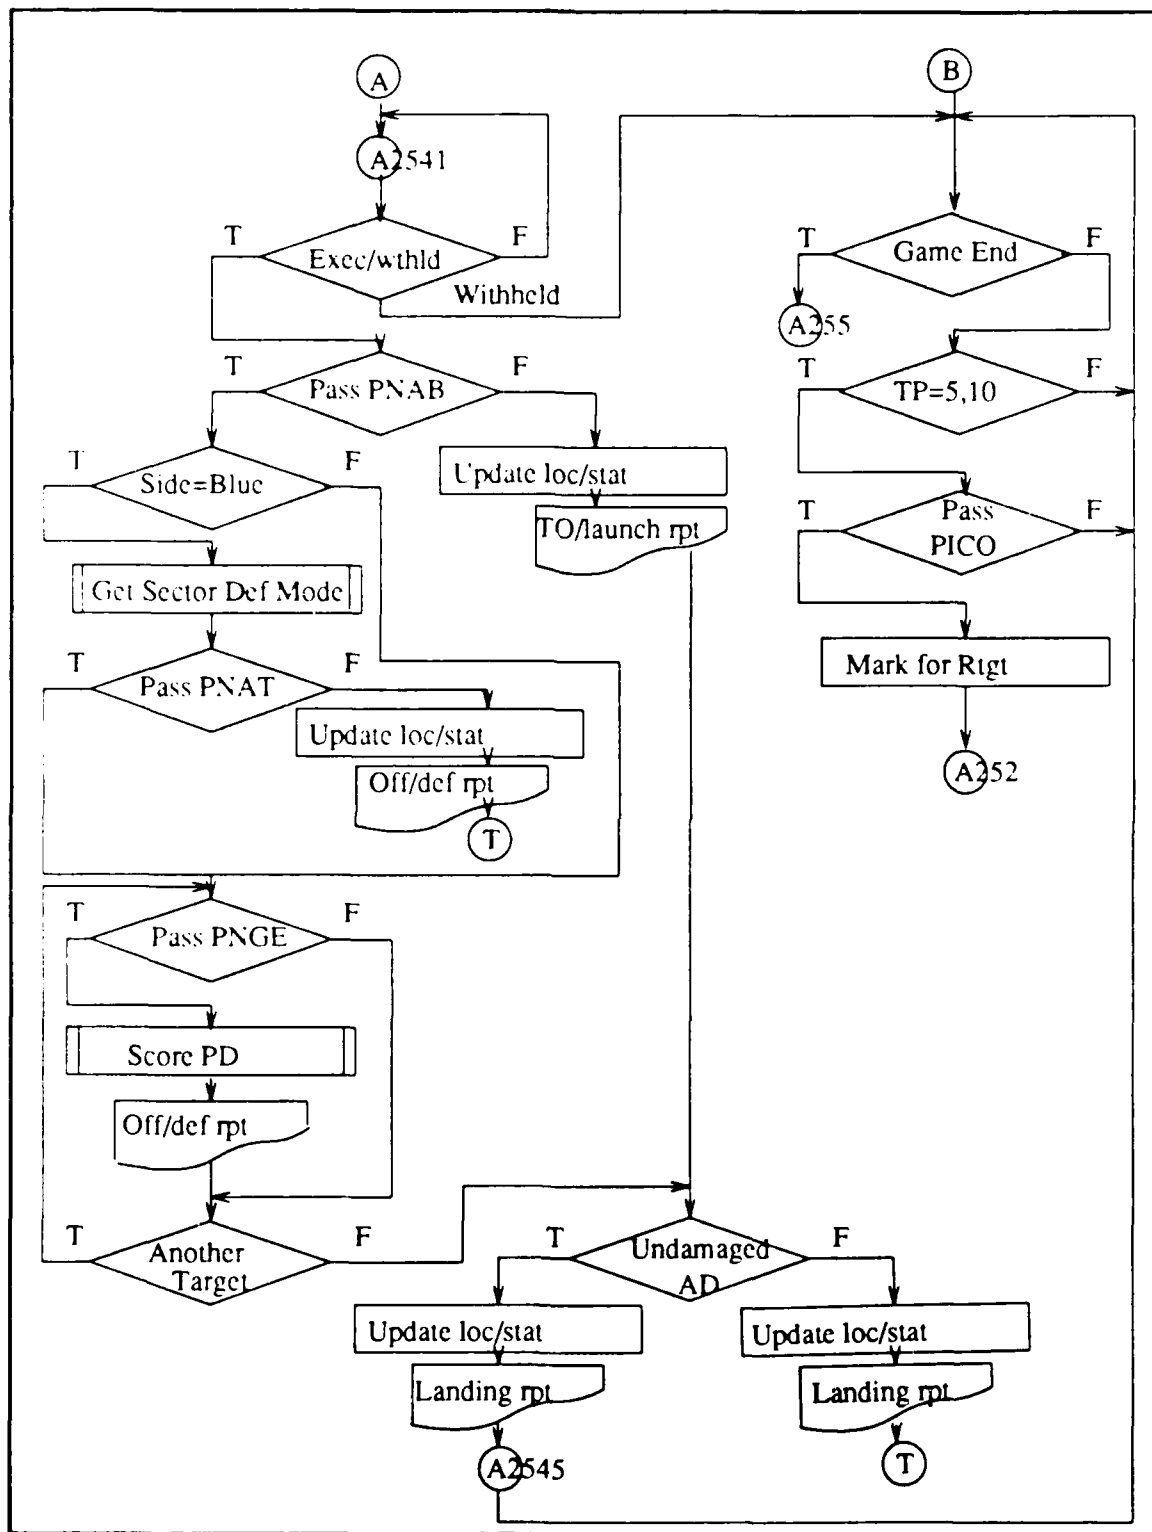 A
B
A2541
T
F
Exec/wthld
Withheld
T
F
Game End
A255
T
F
Pass PNAB
T
F
TP=5,10
T
F
Side=Blue
Update loc/stat
TO/launch rpt
T
F
Pass
PICO
Get Sector Def Mode
T
F
Pass PNAT
Mark for Rtgt
Update loc/stat
Off/def rpt
T
A252
T
F
Pass PNGE
Score PD
Off/def rpt
T
F
Another
Target
T
F
Undamaged
AD
Update loc/stat
Update loc/stat
Landing rpt
Landing rpt
A2545
T